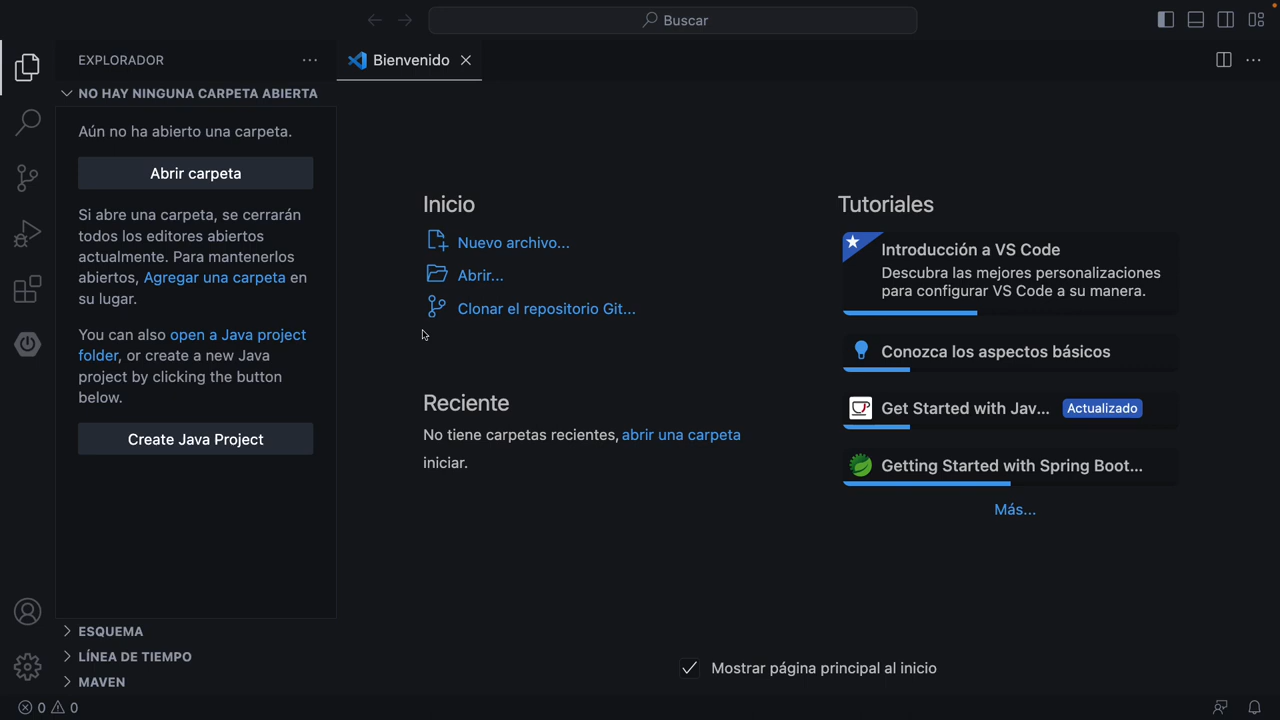 Buscar
EXPLORADOR
Bienvenido
NO HAY NINGUNA CARPETA ABIERTA
Aún no ha abierto una carpeta.
Abrir carpeta
Si abre una carpeta, se cerrarán
todos los editores abiertos
actualmente. Para mantenerlos
abiertos, Agregar una carpeta en
su lugar.
You can also open a Java project
folder, or create a new Java
project by clicking the button
below.
Create Java Project
ESQUEMA
LÍNEA DE TIEMPO
MAVEN
Inicio
Nuevo archivo...
Abrir...
Clonar el repositorio Git...
Reciente
No tiene carpetas recientes, abrir una carpeta
iniciar.
Tutoriales
Introducción a VS Code
Descubra las mejores personalizaciones
para configurar VS Code a su manera.
Conozca los aspectos básicos
Get Started with Jav... Actualizado
Getting Started with Spring Boot...
Más...
Mostrar página principal al inicio
0 0